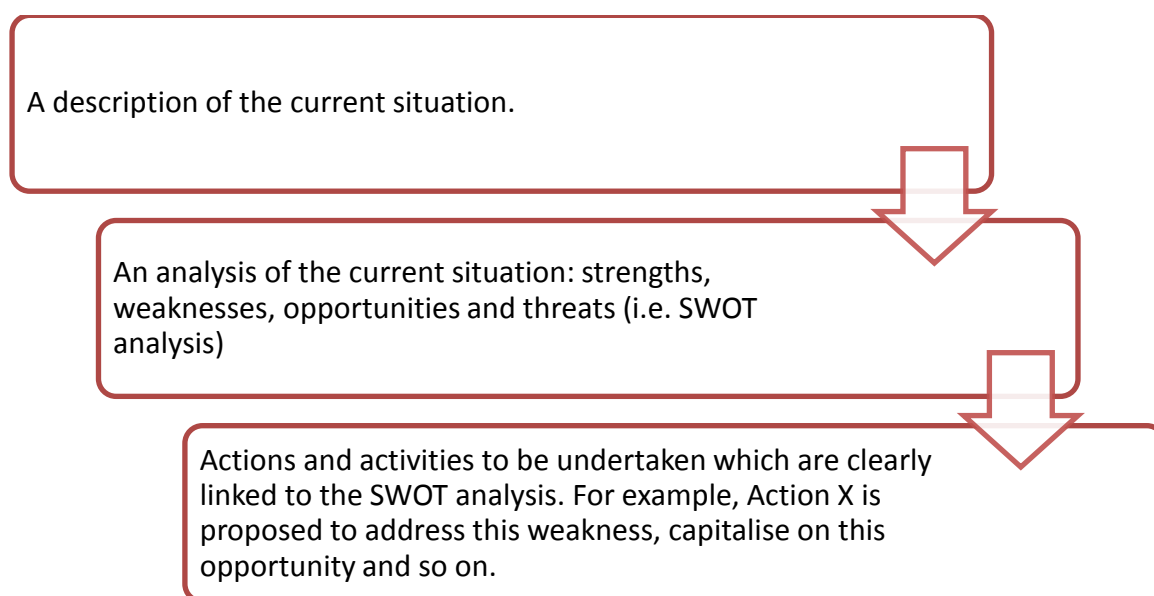 A description of the current situation.
An analysis of the current situation: strengths,
weaknesses, opportunities and threats (i.e. SWOT
analysis)
Actions and activities to be undertaken which are clearly
linked to the SWOT analysis. For example, Action X is
proposed to address this weakness, capitalise on this
opportunity and so on.